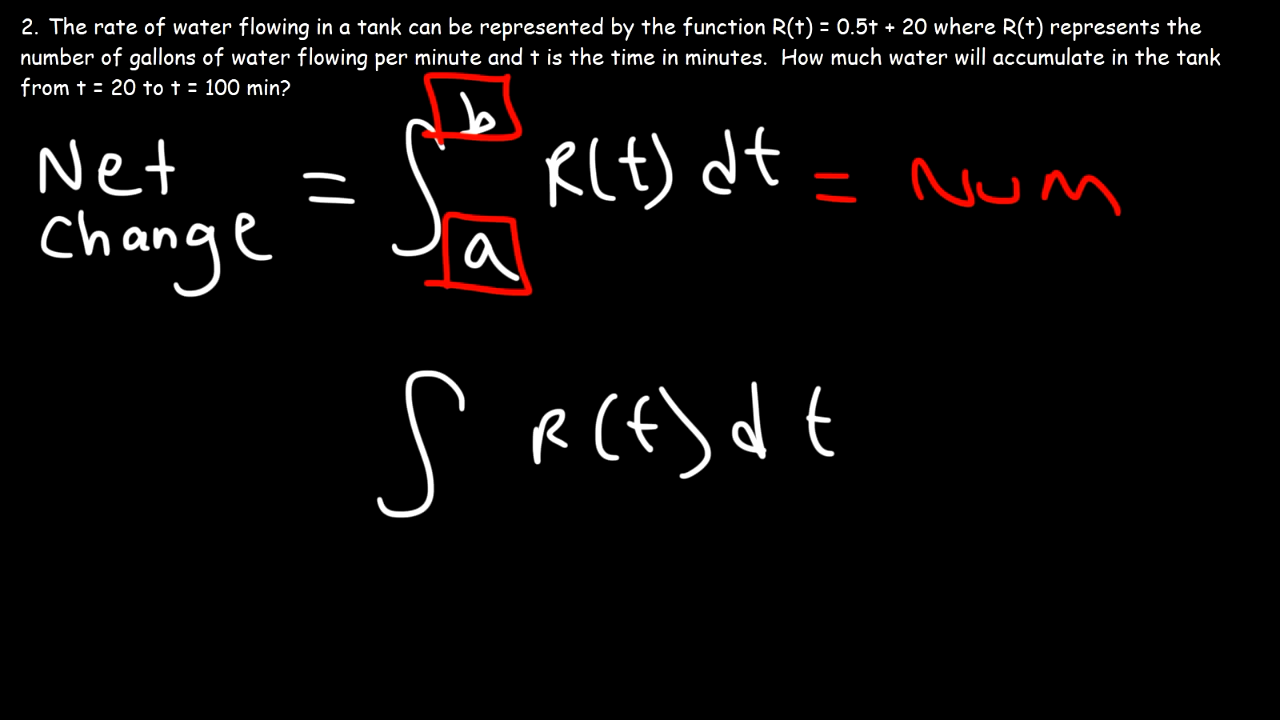 2. The rate of water flowing in a tank can be represented by the function R(t) = 0.5t + 20 where R(t) represents the
number of gallons of water flowing per minute and t is the time in minutes. How much water will accumulate in the tank
from t = 20 to t = 100 min?
Net Change = ∫_a^b R(t) dt = Num
∫ R(t) dt